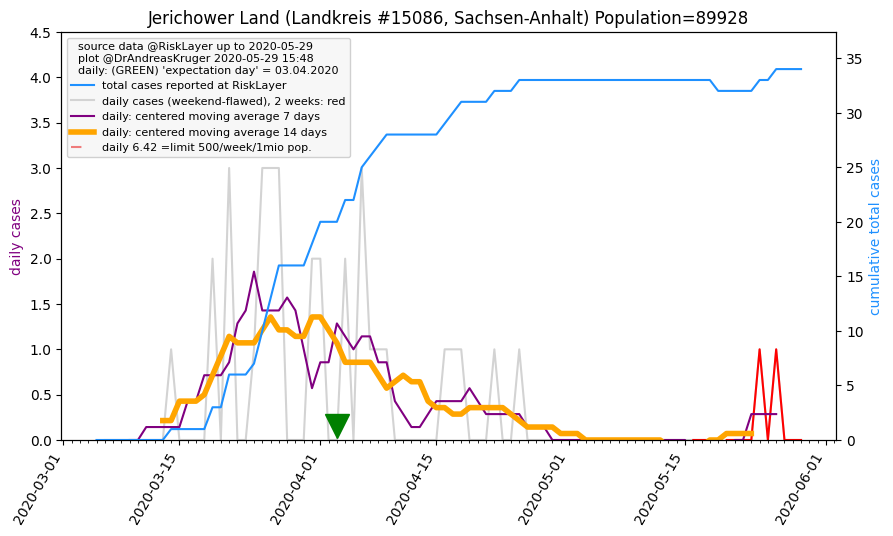 Jerichower Land (Landkreis #15086, Sachsen-Anhalt) Population=89928
source data @RiskLayer up to 2020-05-29
plot @DrAndreasKruger 2020-05-29 15:48
daily: (GREEN) 'expectation day' = 03.04.2020
total cases reported at RiskLayer
daily cases (weekend-flawed), 2 weeks: red
daily: centered moving average 7 days
daily: centered moving average 14 days
daily 6.42 =limit 500/week/1mio pop.
daily cases
4.5
4.0
3.5
3.0
2.5
2.0
1.5
1.0
0.5
0.0
35
30
25
20
15
10
5
0
cumulative total cases
2020-03-01
2020-03-15
2020-04-01
2020-04-15
2020-05-01
2020-05-15
2020-06-01